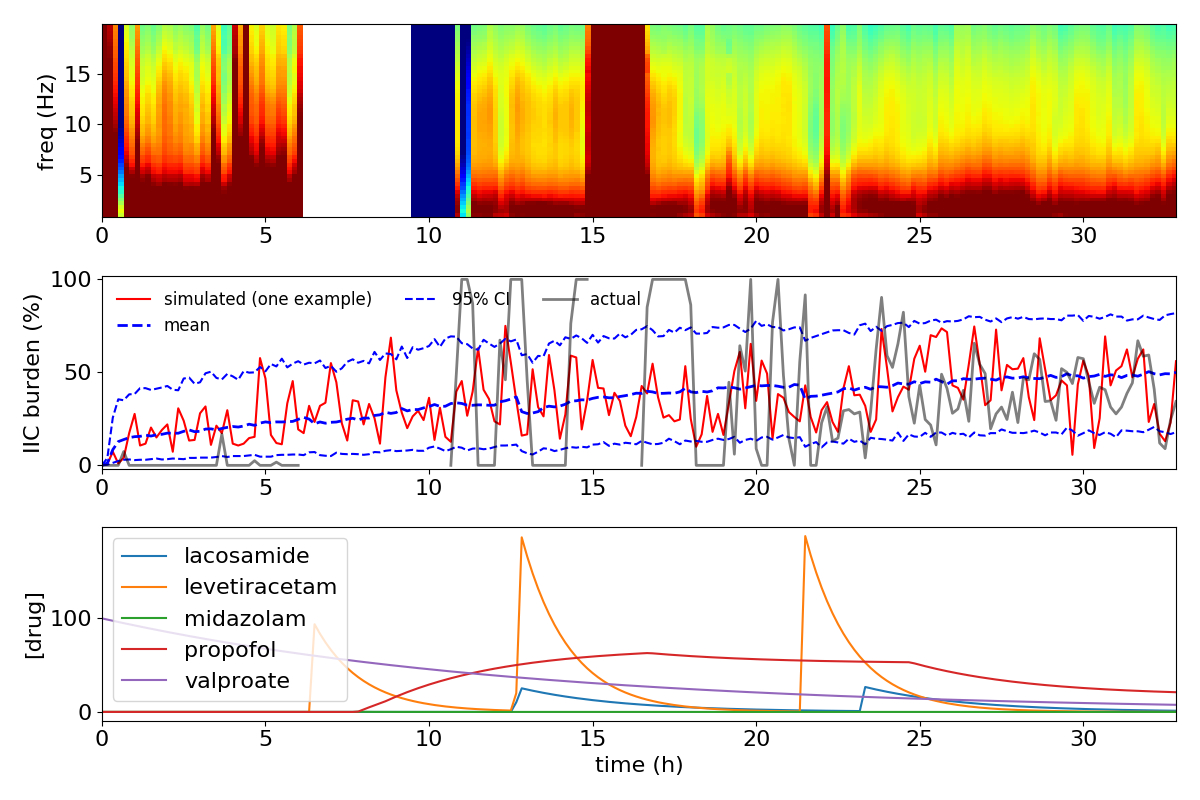 freq (Hz)
15
10
5
0 5 10 15 20 25 30
IIC burden (%)
100
50
0
simulated (one example) 95% CI actual
mean
0 5 10 15 20 25 30
[drug]
100
0
lacosamide
levetiracetam
midazolam
propofol
valproate
0 5 10 15 20 25 30
time (h)